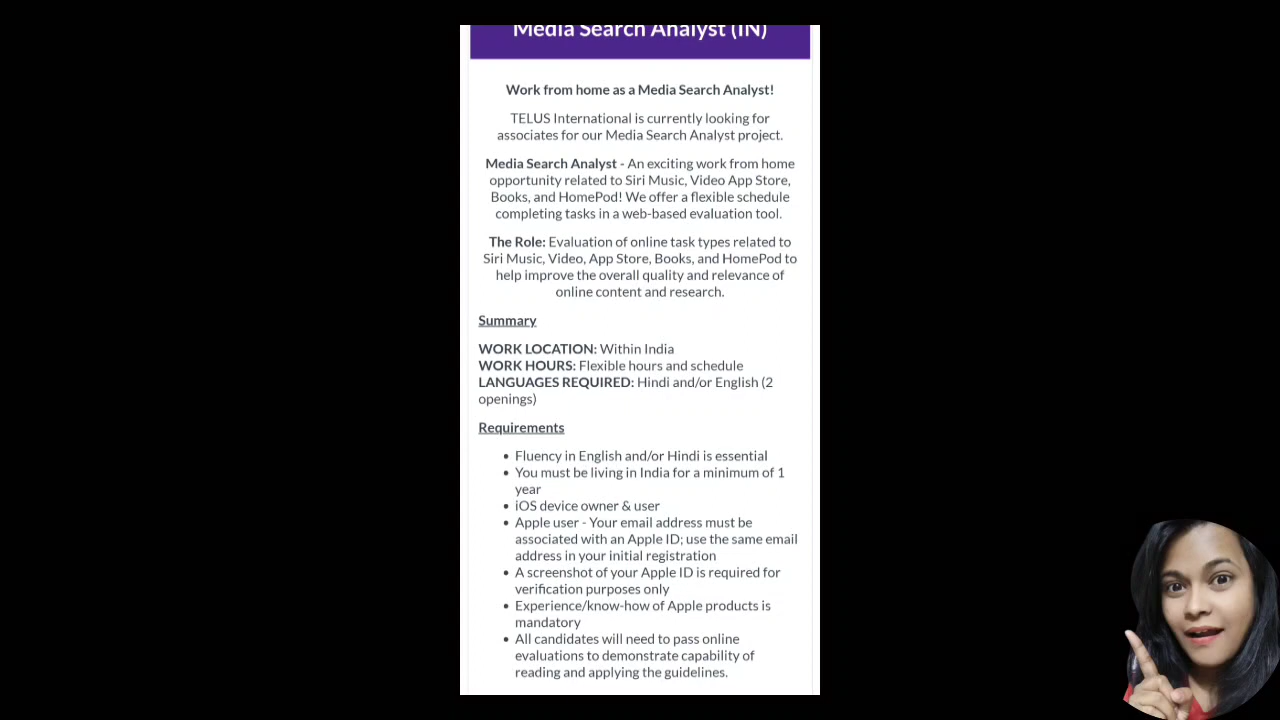 Media Search Analyst (IN)
Work from home as a Media Search Analyst!
TELUS International is currently looking for
associates for our Media Search Analyst project.
Media Search Analyst - An exciting work from home
opportunity related to Siri Music, Video App Store,
Books, and HomePod! We offer a flexible schedule
completing tasks in a web-based evaluation tool.
The Role: Evaluation of online task types related to
Siri Music, Video, App Store, Books, and HomePod to
help improve the overall quality and relevance of
online content and research.
Summary
WORK LOCATION: Within India
WORK HOURS: Flexible hours and schedule
LANGUAGES REQUIRED: Hindi and/or English (2
openings)
Requirements
• Fluency in English and/or Hindi is essential
• You must be living in India for a minimum of 1
year
• iOS device owner & user
• Apple user - Your email address must be
associated with an Apple ID; use the same email
address in your initial registration
• A screenshot of your Apple ID is required for
verification purposes only
• Experience/know-how of Apple products is
mandatory
• All candidates will need to pass online
evaluations to demonstrate capability of
reading and applying the guidelines.